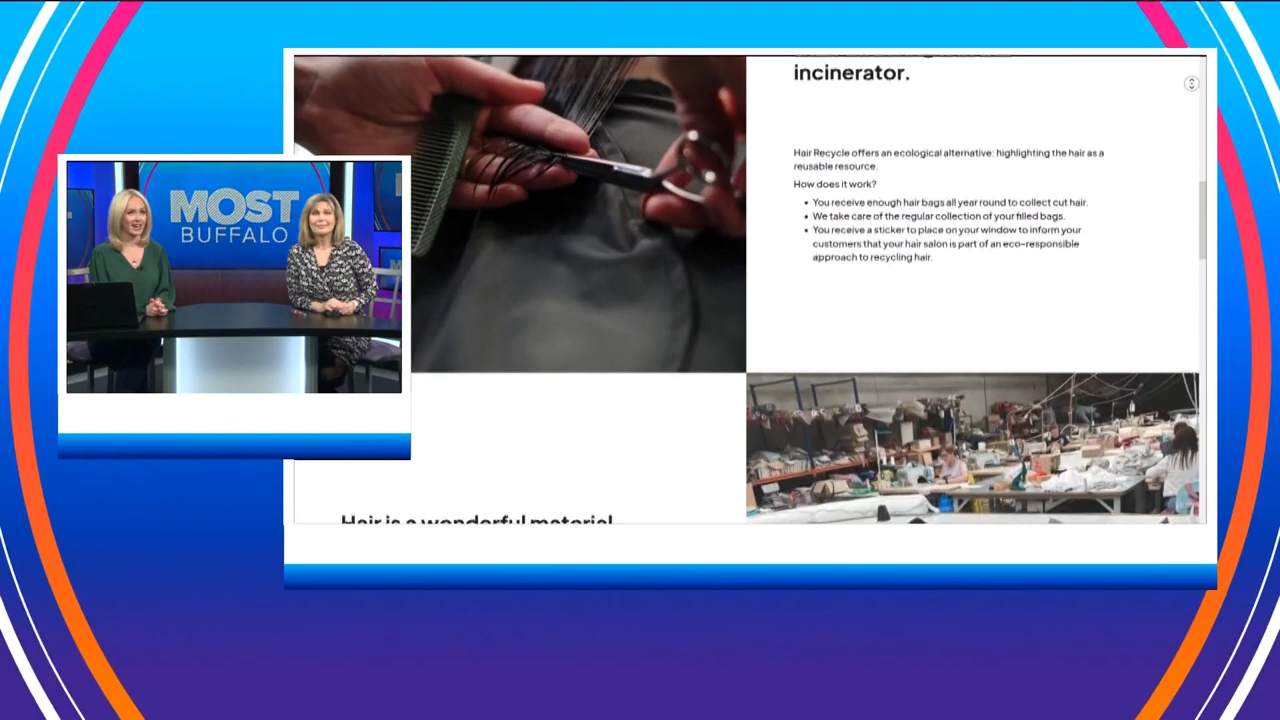 MOST
BUFFALO
incinerator.
Hair Recycle offers an ecological alternative: highlighting the hair as a
reusable resource.
How does it work?
• You receive enough hair bags all year round to collect cut hair.
• We take care of the regular collection of your filled bags.
• You receive a sticker to place on your window to inform your
customers that your hair salon is part of an eco-responsible
approach to recycling hair.
Hair is a wonderful material